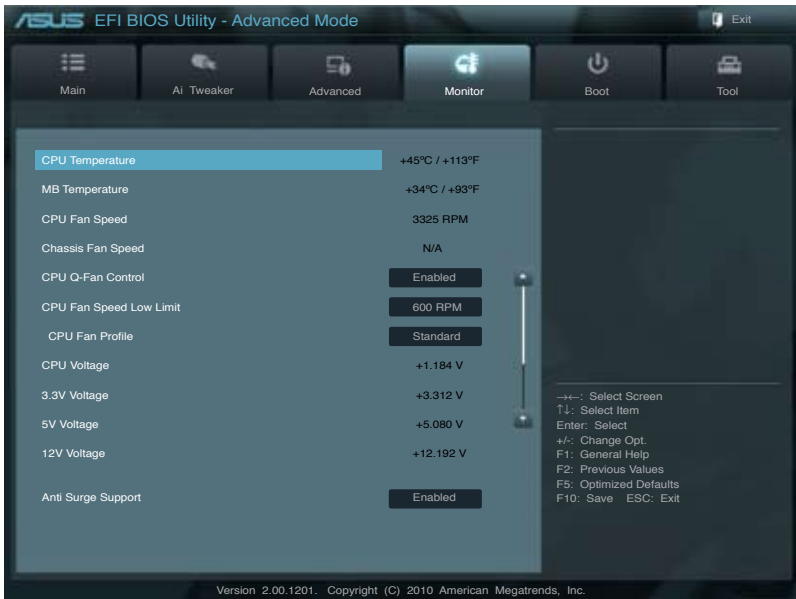 ASUS EFI BIOS Utility - Advanced Mode
Exit
Main
Ai Tweaker
Advanced
Monitor
Boot
Tool
CPU Temperature +45ºC / +113ºF
MB Temperature +34ºC / +93ºF
CPU Fan Speed 3325 RPM
Chassis Fan Speed N/A
CPU Q-Fan Control Enabled
CPU Fan Speed Low Limit 600 RPM
CPU Fan Profile Standard
CPU Voltage +1.184 V
3.3V Voltage +3.312 V
5V Voltage +5.080 V
12V Voltage +12.192 V
Anti Surge Support Enabled
→←: Select Screen
↑↓: Select Item
Enter: Select
+/-: Change Opt.
F1: General Help
F2: Previous Values
F5: Optimized Defaults
F10: Save ESC: Exit
Version 2.00.1201. Copyright (C) 2010 American Megatrends, Inc.